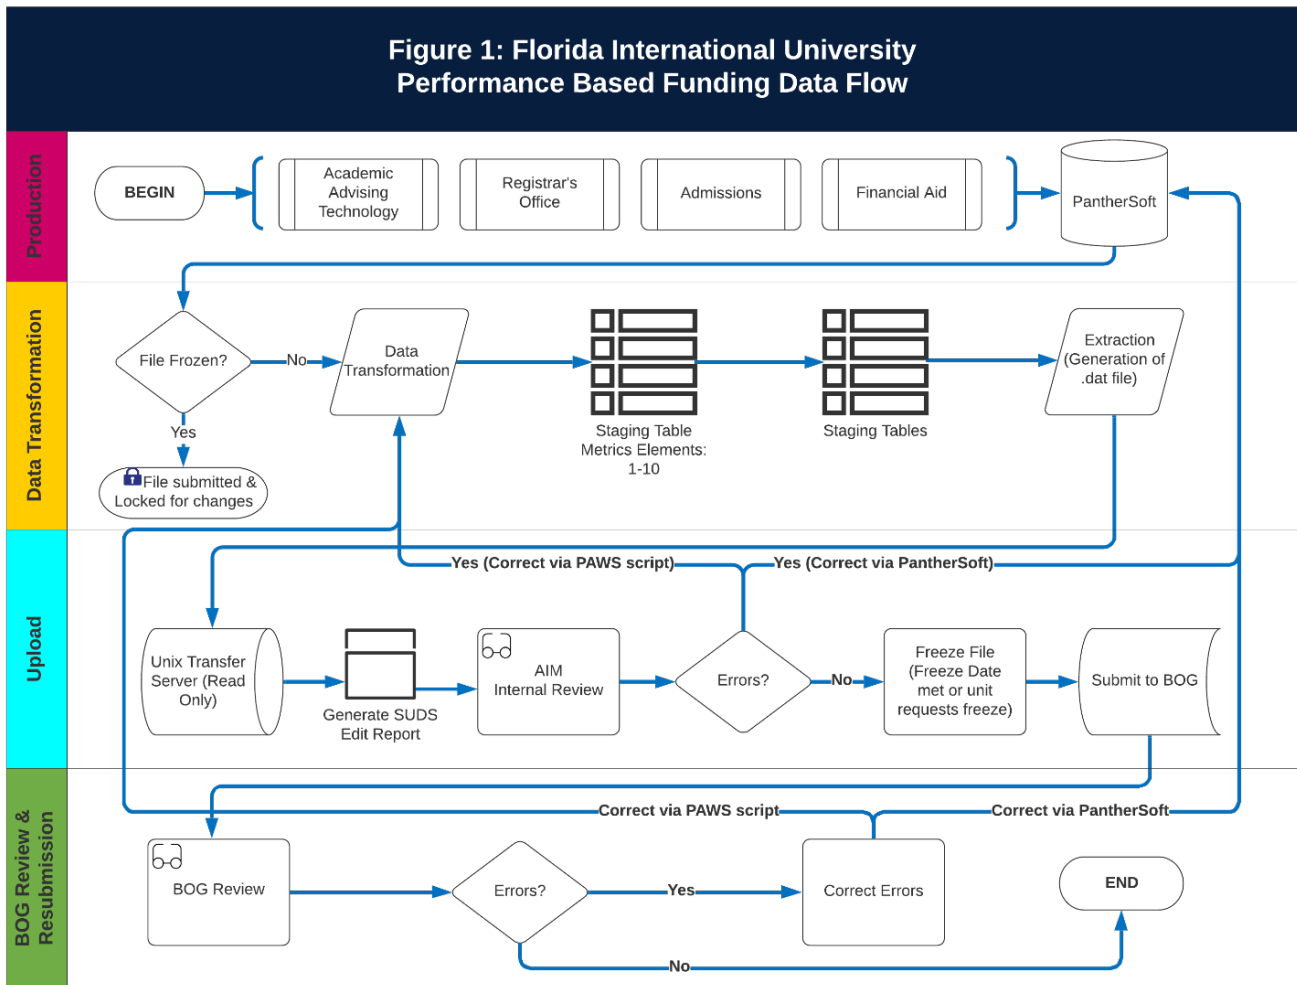 Figure 1: Florida International University
Performance Based Funding Data Flow
Production
BEGIN
Academic
Advising
Technology
Registrar's
Office
Admissions
Financial Aid
PantherSoft
Data Transformation
File Frozen?
No
Data
Transformation
Staging Table
Metrics Elements:
1-10
Staging Tables
Extraction
(Generation of
.dat file)
Yes
File submitted &
Locked for changes
Upload
Yes (Correct via PAWS script)
Yes (Correct via PantherSoft)
Unix Transfer
Server (Read
Only)
Generate SUDS
Edit Report
AIM
Internal Review
Errors?
No
Freeze File
(Freeze Date
met or unit
requests freeze)
Submit to BOG
BOG Review &
Resubmission
Correct via PAWS script
Correct via PantherSoft
BOG Review
Errors?
Yes
Correct Errors
END
No